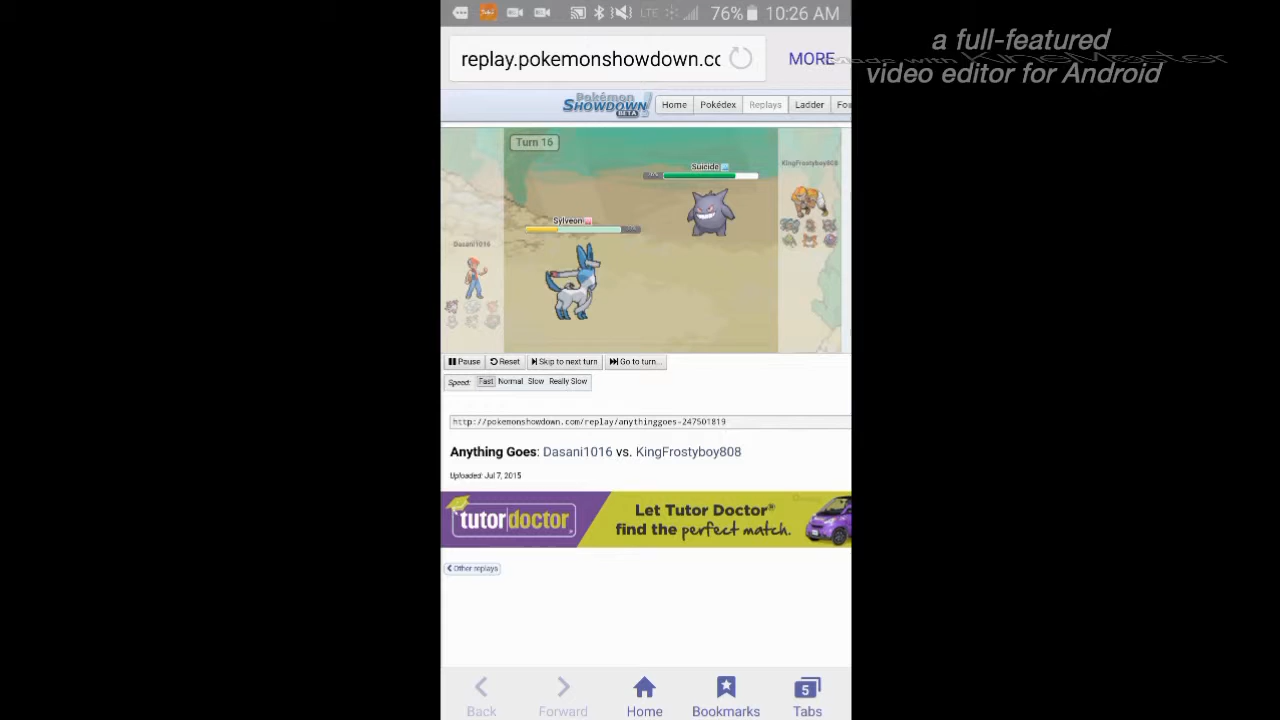 LTE 76% 10:26 AM
a full-featured
video editor for Android
replay.pokemonshowdown.cc MORE
Pokémon
SHOWDOWN!
BETA
Home Pokédex Replays Ladder
Turn 16
Suicide
KingFrostyboy808
Sylveon
Dasani1016
Pause Reset Skip to next turn Go to turn...
Speed: Fast Normal Slow Really Slow
http://pokemonshowdown.com/replay/anythinggoes-247501819
Anything Goes: Dasani1016 vs. KingFrostyboy808
Uploaded: Jul 7, 2015
tutor doctor
Let Tutor Doctor®
find the perfect match.
Other replays
5
Back Forward Home Bookmarks Tabs